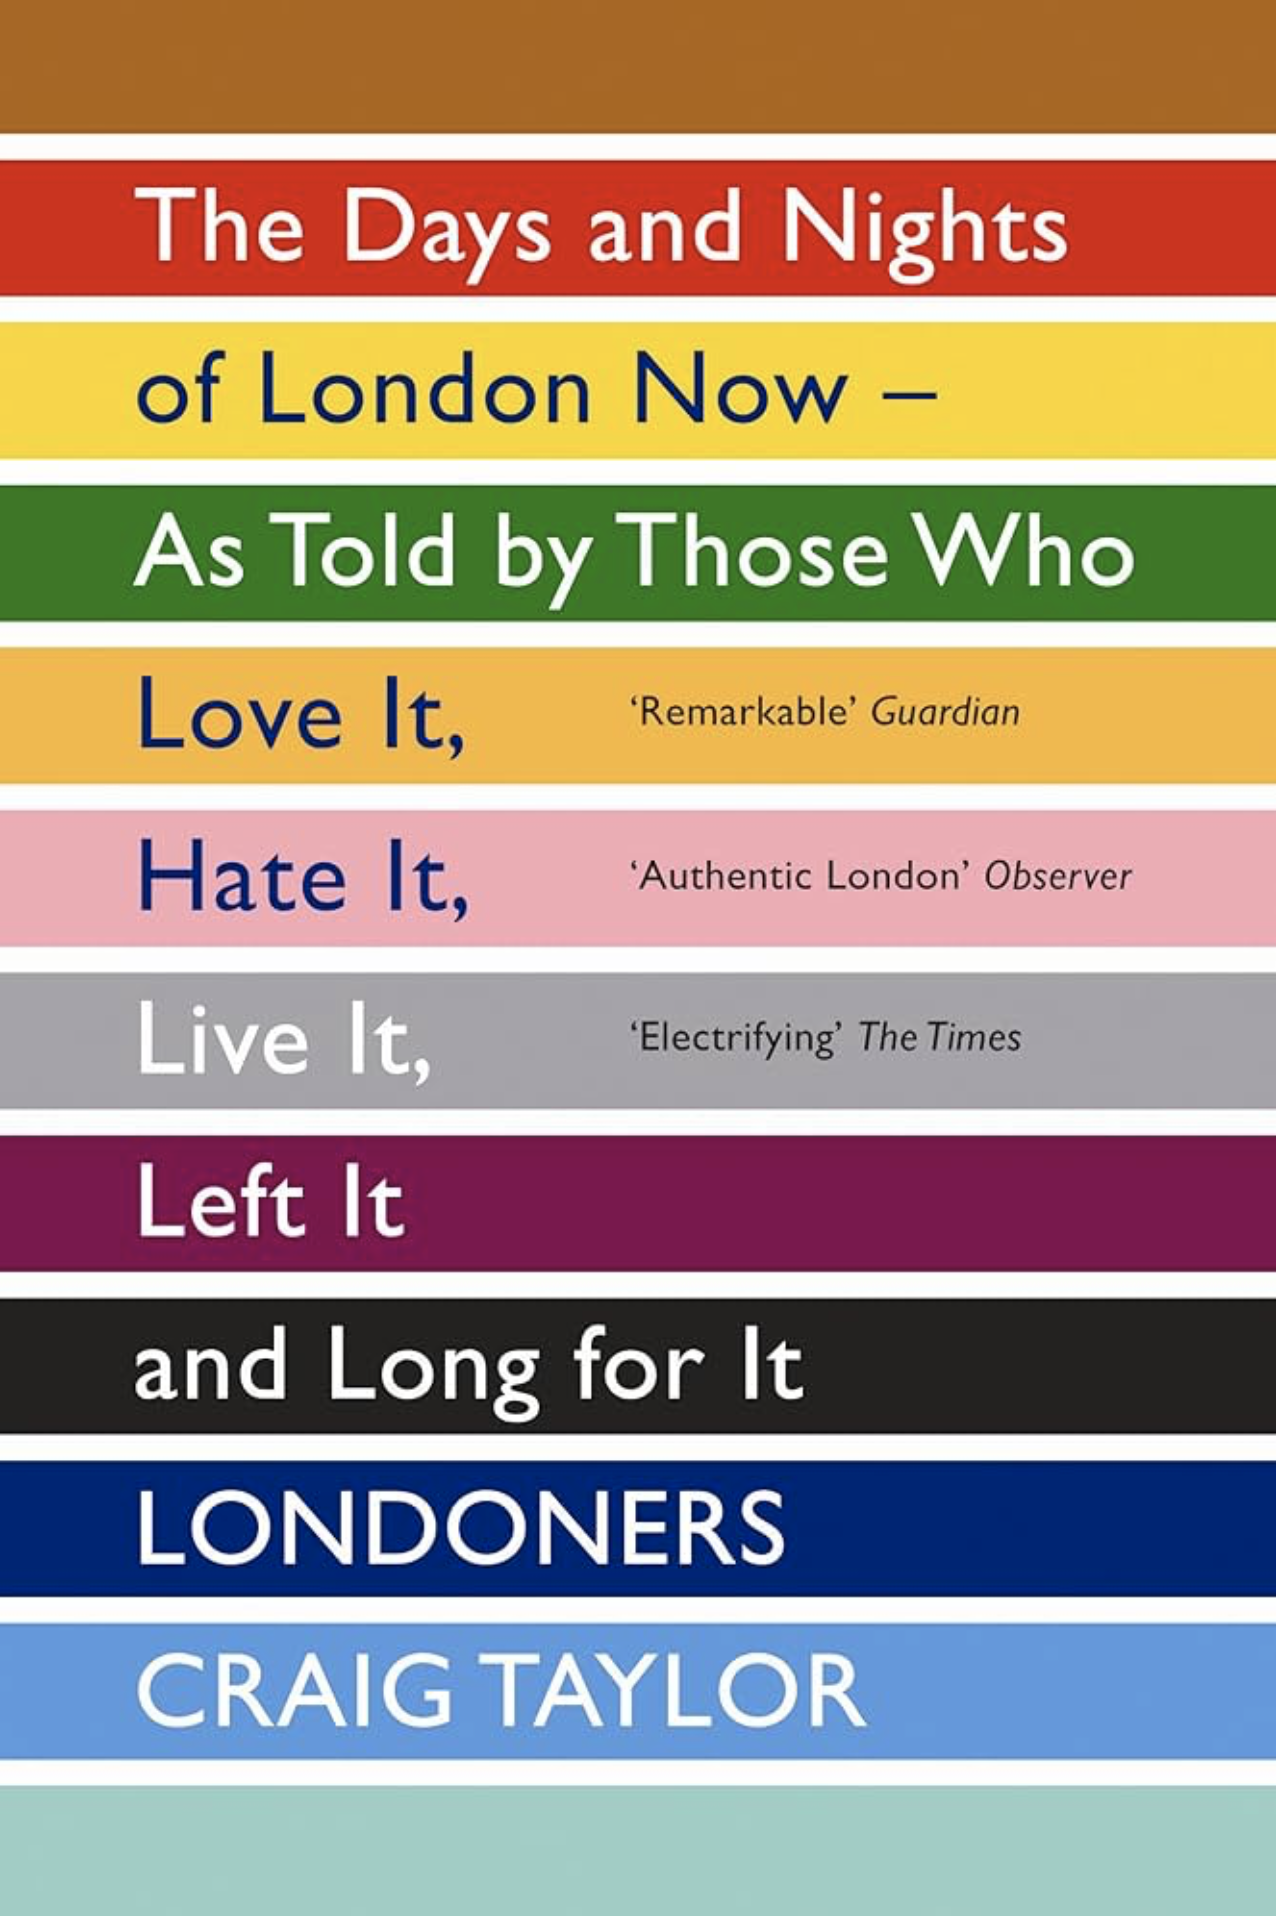 The Days and Nights
of London Now –
As Told by Those Who
Love It,
‘Remarkable’ Guardian
Hate It,
‘Authentic London’ Observer
Live It,
‘Electrifying’ The Times
Left It
and Long for It
LONDONERS
CRAIG TAYLOR